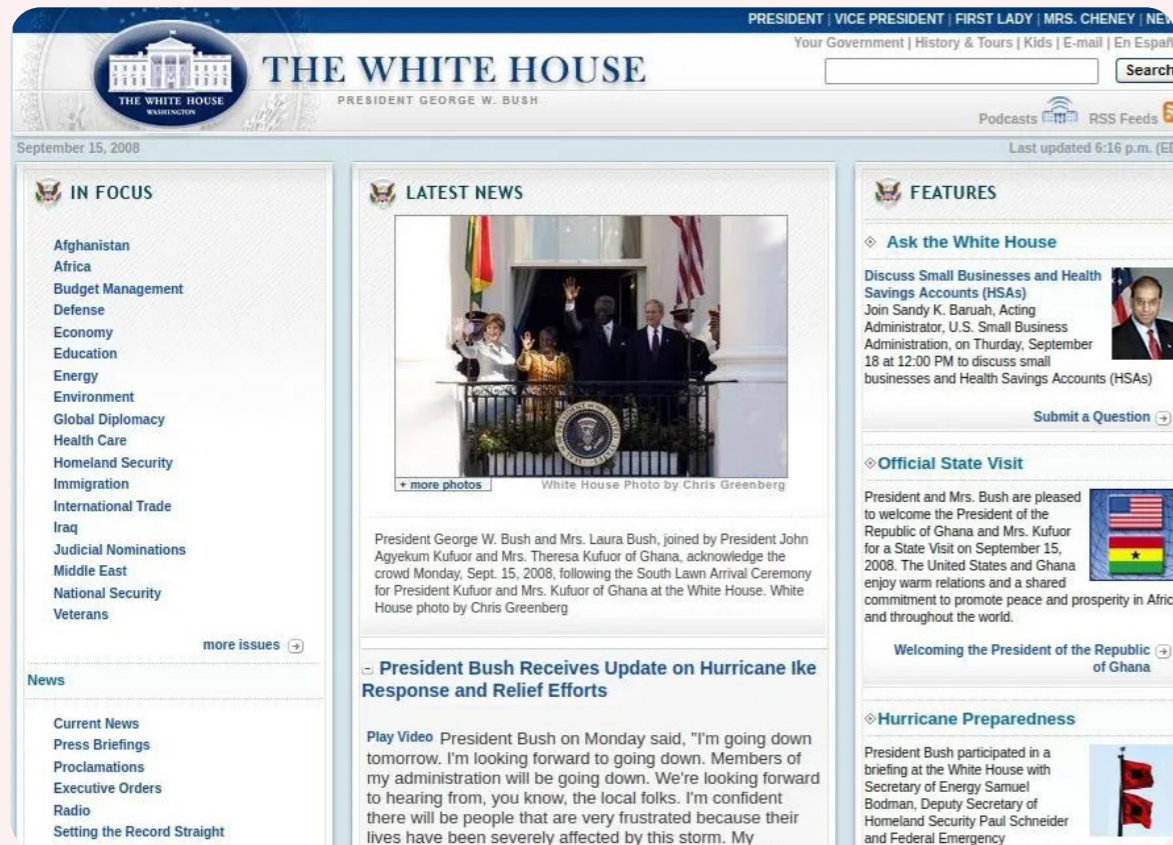 PRESIDENT | VICE PRESIDENT | FIRST LADY | MRS. CHENEY |
Your Government | History & Tours | Kids | E-mail | En
THE WHITE HOUSE
WASHINGTON
THE WHITE HOUSE
PRESIDENT GEORGE W. BUSH
Search
Podcasts RSS Feeds
September 15, 2008
Last updated 6:16 p.m.
IN FOCUS
Afghanistan
Africa
Budget Management
Defense
Economy
Education
Energy
Environment
Global Diplomacy
Health Care
Homeland Security
Immigration
International Trade
Iraq
Judicial Nominations
Middle East
National Security
Veterans
more issues
News
Current News
Press Briefings
Proclamations
Executive Orders
Radio
Setting the Record Straight
LATEST NEWS
+ more photos
White House Photo by Chris Greenberg
President George W. Bush and Mrs. Laura Bush, joined by President John
Agyekum Kufuor and Mrs. Theresa Kufuor of Ghana, acknowledge the
crowd Monday, Sept. 15, 2008, following the South Lawn Arrival Ceremony
for President Kufuor and Mrs. Kufuor of Ghana at the White House. White
House photo by Chris Greenberg
President Bush Receives Update on Hurricane Ike
Response and Relief Efforts
Play Video President Bush on Monday said, "I'm going down
tomorrow. I'm looking forward to going down. Members of
my administration will be going down. We're looking forward
to hearing from, you know, the local folks. I'm confident
there will be people that are very frustrated because their
lives have been severely affected by this storm. My
FEATURES
Ask the White House
Discuss Small Businesses and Health
Savings Accounts (HSAs)
Join Sandy K. Baruah, Acting
Administrator, U.S. Small Business
Administration, on Thurday, September
18 at 12:00 PM to discuss small
businesses and Health Savings Accounts (HSAs)
Submit a Question
Official State Visit
President and Mrs. Bush are pleased
to welcome the President of the
Republic of Ghana and Mrs. Kufuor
for a State Visit on September 15,
2008. The United States and Ghana
enjoy warm relations and a shared
commitment to promote peace and prosperity in
and throughout the world.
Welcoming the President of the Republic
of Ghana
Hurricane Preparedness
President Bush participated in a
briefing at the White House with
Secretary of Energy Samuel
Bodman, Deputy Secretary of
Homeland Security Paul Schneider
and Federal Emergency